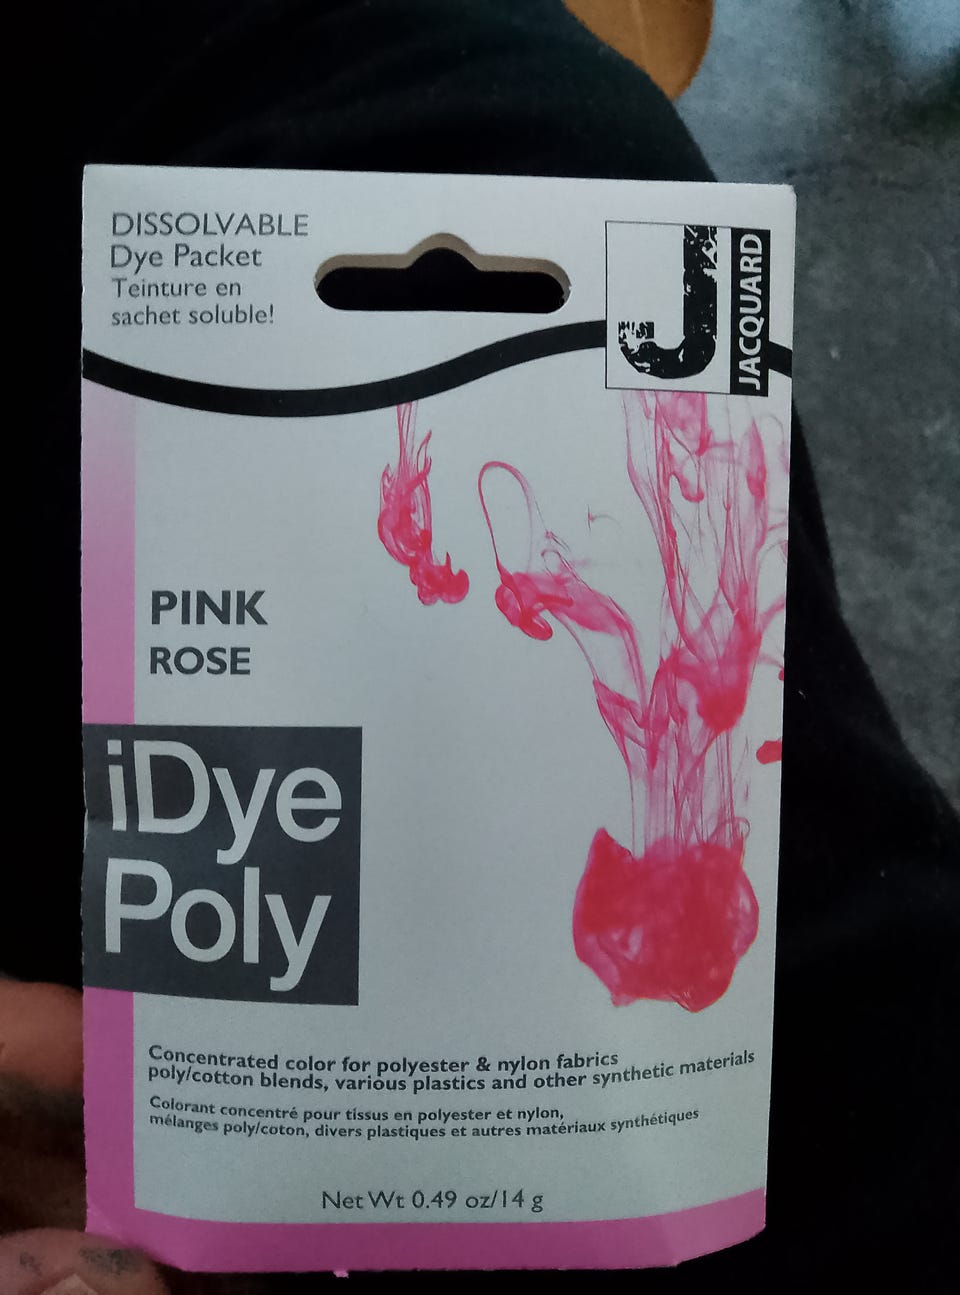 DISSOLVABLE
Dye Packet
Teinture en
sachet soluble!
J
JACQUARD
PINK
ROSE
iDye
Poly
Concentrated color for polyester & nylon fabrics
poly/cotton blends, various plastics and other synthetic materials
Colorant concentré pour tissus en polyester et nylon,
mélanges poly/coton, divers plastiques et autres matériaux synthétiques
Net Wt 0.49 oz/14 g